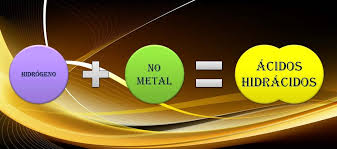 HIDRÓGENO
+
NO
METAL
=
ÁCIDOS
HIDRÁCIDOS